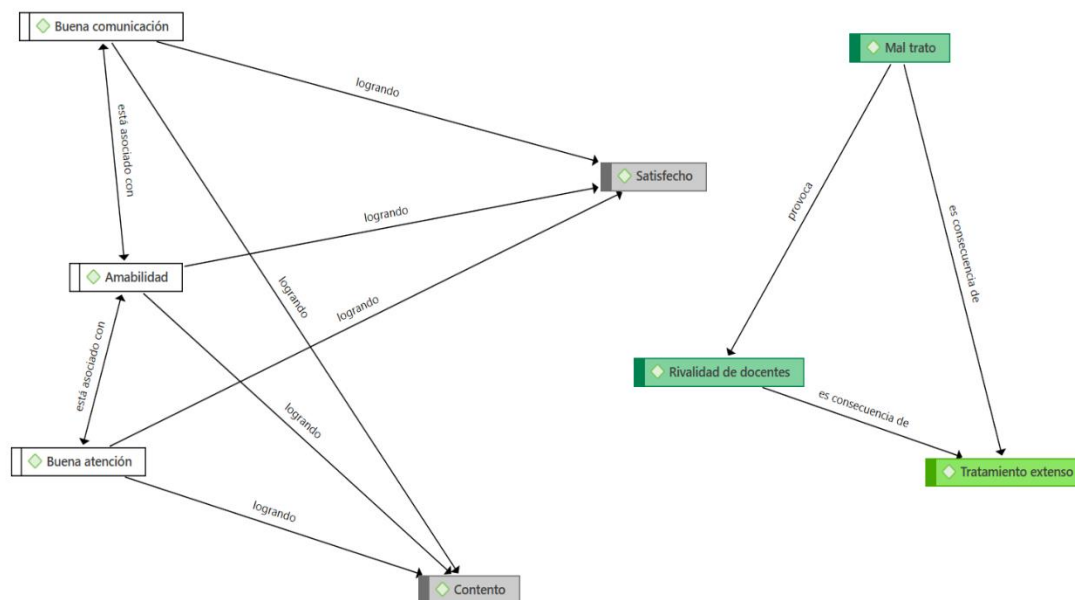 Buena comunicación
Mal trato
logrando
está asociado con
Satisfecho
provoca
es consecuencia de
logrando
Amabilidad
logrando
logrando
está asociado con
Rivalidad de docentes
es consecuencia de
logrando
Buena atención
Tratamiento extenso
logrando
Contento